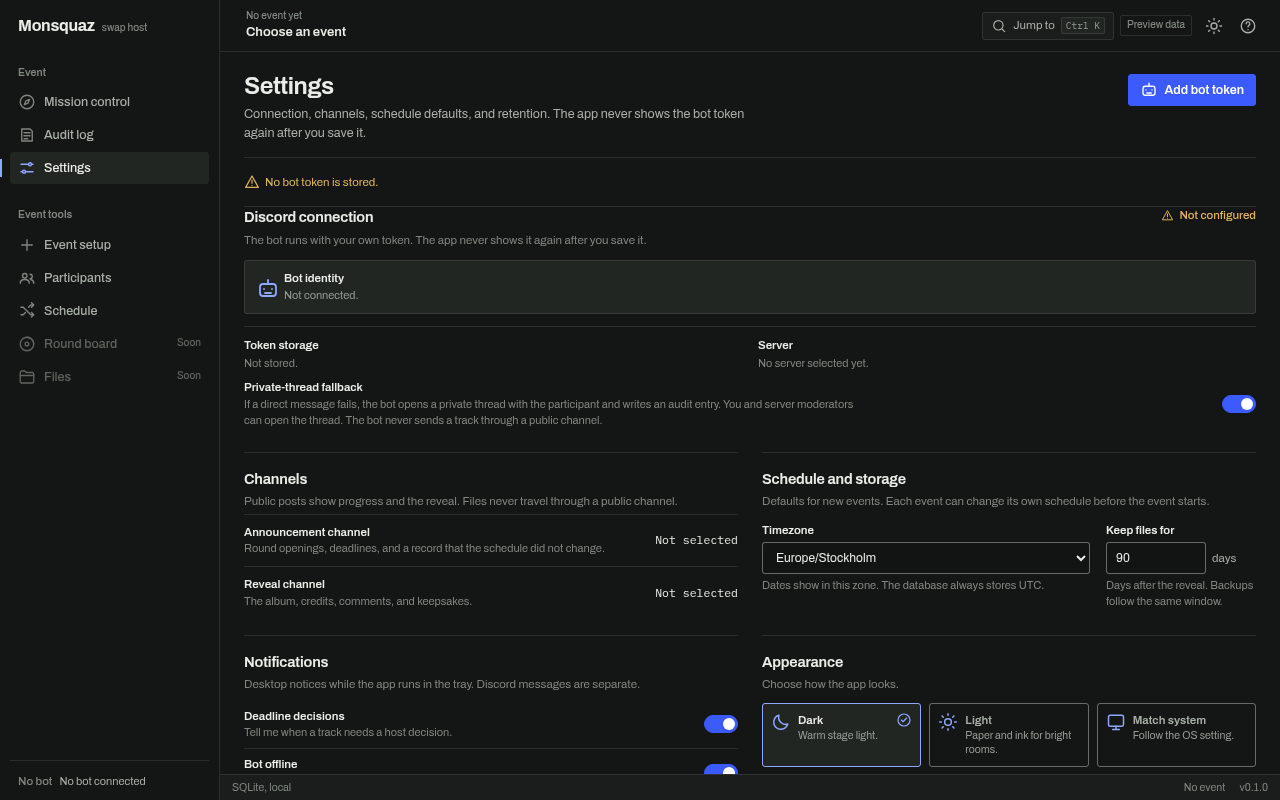 Monsquaz swap host
Event
Mission control
Audit log
Settings
Event tools
Event setup
Participants
Schedule
Round board Soon
Files Soon
No bot No bot connected
No event yet
Choose an event
Jump to Ctrl K
Preview data
Settings
Connection, channels, schedule defaults, and retention. The app never shows the bot token
again after you save it.
Add bot token
No bot token is stored.
Discord connection
Not configured
The bot runs with your own token. The app never shows it again after you save it.
Bot identity
Not connected.
Token storage
Not stored.
Server
No server selected yet.
Private-thread fallback
If a direct message fails, the bot opens a private thread with the participant and writes an audit entry. You and server moderators
can open the thread. The bot never sends a track through a public channel.
Channels
Public posts show progress and the reveal. Files never travel through a public channel.
Announcement channel
Round openings, deadlines, and a record that the schedule did not change.
Not selected
Reveal channel
The album, credits, comments, and keepsakes.
Not selected
Schedule and storage
Defaults for new events. Each event can change its own schedule before the event starts.
Timezone
Europe/Stockholm
Dates show in this zone. The database always stores UTC.
Keep files for
90 days
Days after the reveal. Backups
follow the same window.
Notifications
Desktop notices while the app runs in the tray. Discord messages are separate.
Deadline decisions
Tell me when a track needs a host decision.
Bot offline
Appearance
Choose how the app looks.
Dark
Warm stage light.
Light
Paper and ink for bright
rooms.
Match system
Follow the OS setting.
SQLite, local
No event v0.1.0